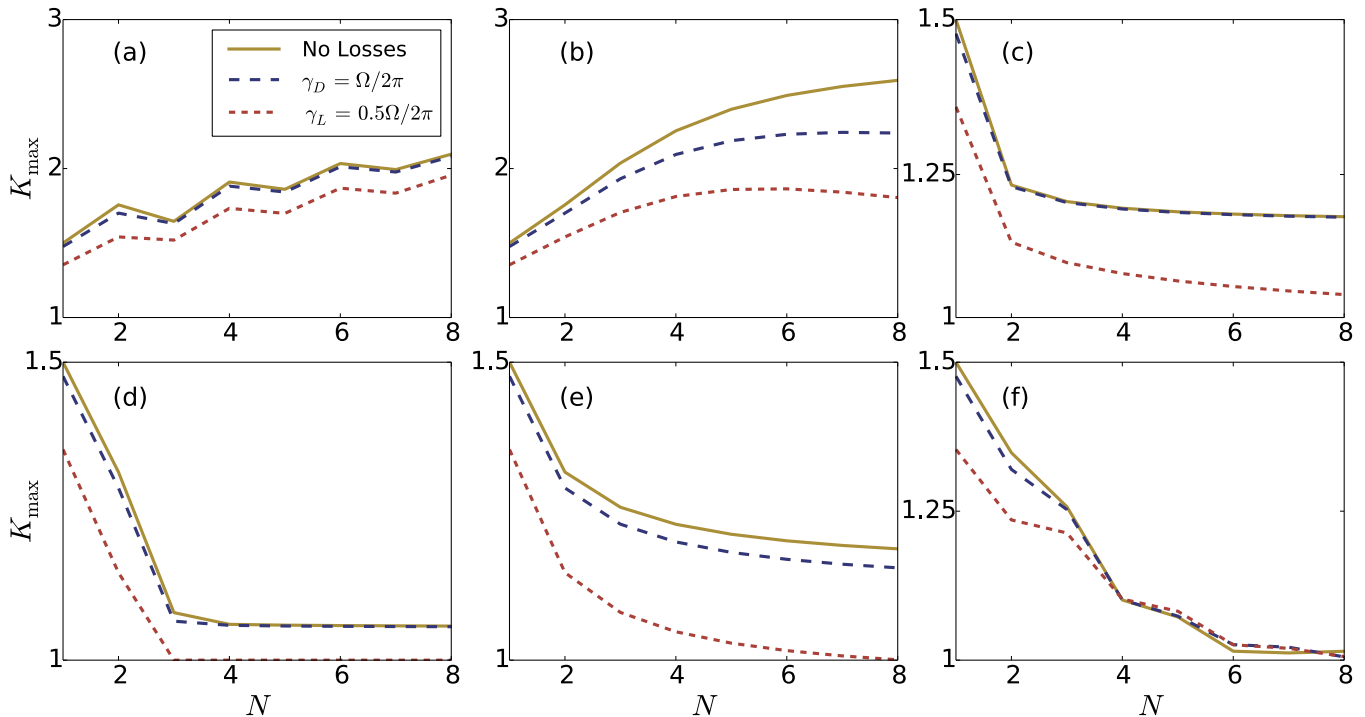 3
(a)
No Losses
γ_D = Ω/2π
γ_L = 0.5Ω/2π
2
1
K_max
2 4 6 8
3
(b)
2
1
2 4 6 8
1.5
(c)
1.25
1
2 4 6 8
1.5
(d)
1
K_max
2 4 6 8
N
1.5
(e)
1
2 4 6 8
N
1.5
(f)
1.25
1
2 4 6 8
N